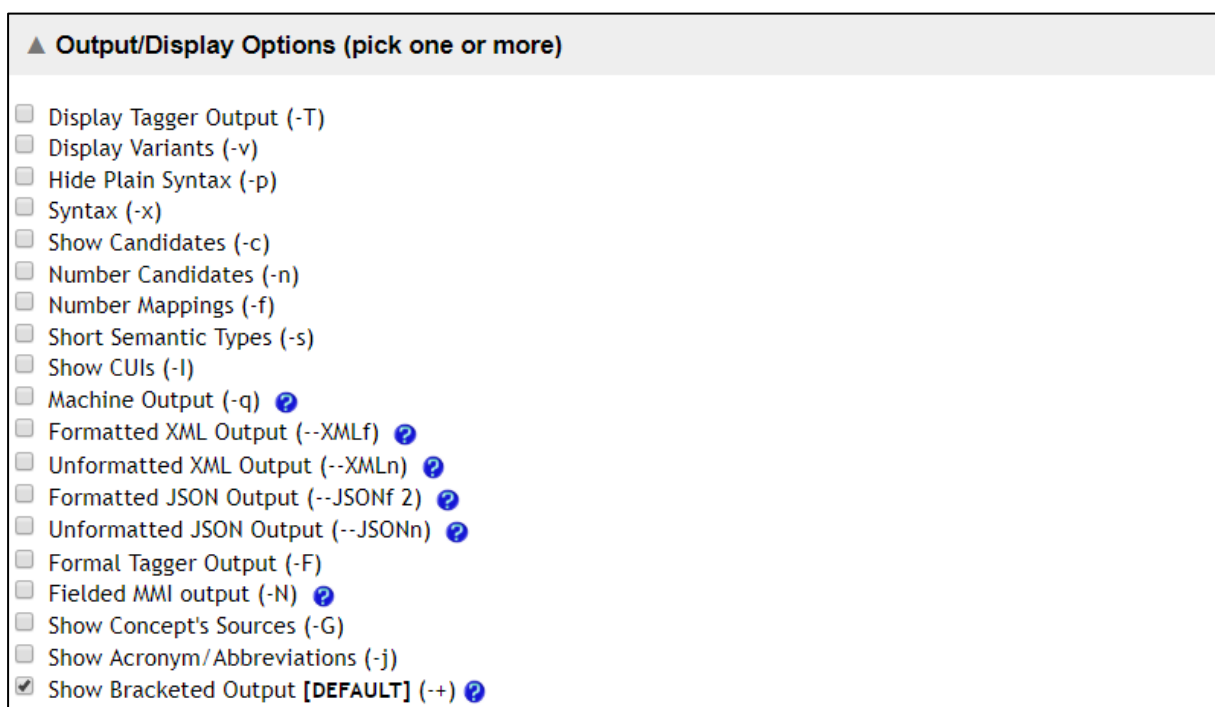 ▲ Output/Display Options (pick one or more)
Display Tagger Output (-T)
Display Variants (-v)
Hide Plain Syntax (-p)
Syntax (-x)
Show Candidates (-c)
Number Candidates (-n)
Number Mappings (-f)
Short Semantic Types (-s)
Show CUIs (-I)
Machine Output (-q) ?
Formatted XML Output (--XMLf) ?
Unformatted XML Output (--XMLn) ?
Formatted JSON Output (--JSONf 2) ?
Unformatted JSON Output (--JSONn) ?
Formal Tagger Output (-F)
Fielded MMI output (-N) ?
Show Concept's Sources (-G)
Show Acronym/Abbreviations (-j)
Show Bracketed Output [DEFAULT] (-+) ?